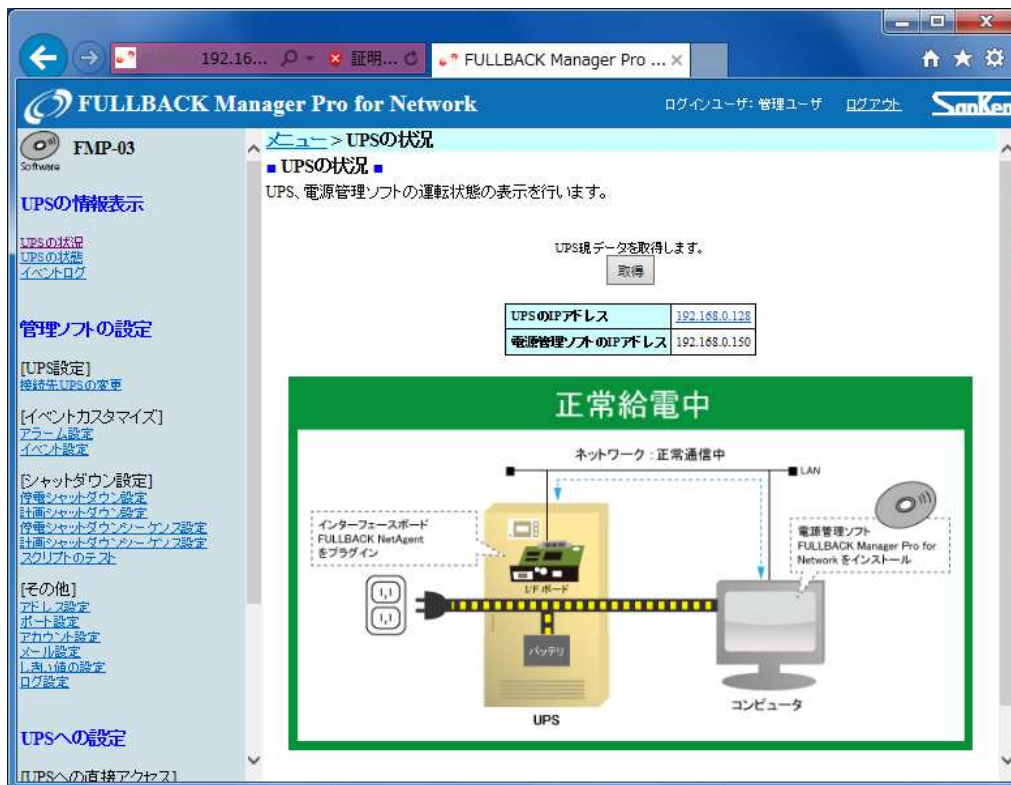 192.16...
証明...
FULLBACK Manager Pro ...
FULLBACK Manager Pro for Network
ログインユーザ: 管理ユーザ
ログアウト
SanKen
FMP-03
Software
UPSの情報表示
UPSの状況
UPSの状態
イベントログ
管理ソフトの設定
[UPS設定]
接続先UPSの変更
[イベントカスタマイズ]
アラーム設定
イベント設定
[シャットダウン設定]
停電シャットダウン設定
計画シャットダウン設定
停電シャットダウンシーケンス設定
計画シャットダウンシーケンス設定
スクリプトのテスト
[その他]
アドレス設定
ポート設定
アカウント設定
メール設定
しきい値の設定
ログ設定
UPSへの設定
[UPSへの直接アクセス]
メニュー > UPSの状況
■ UPSの状況 ■
UPS、電源管理ソフトの運転状態の表示を行います。
UPS現データを取得します。
取得
UPSのIPアドレス 192.168.0.128
電源管理ソフトのIPアドレス 192.168.0.150
正常給電中
ネットワーク : 正常通信中
LAN
インターフェースボード
FULLBACK NetAgent
をプラグイン
電源管理ソフト
FULLBACK Manager Pro for
Network をインストール
I/F ボード
バッテリ
UPS
コンピュータ